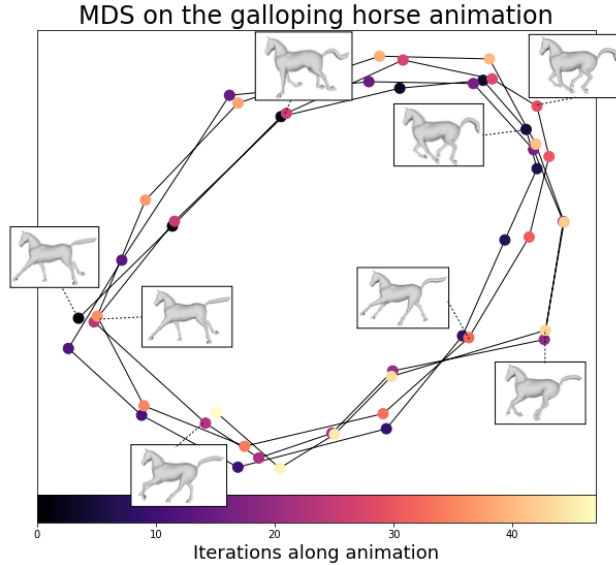 MDS on the galloping horse animation
0 10 20 30 40
Iterations along animation